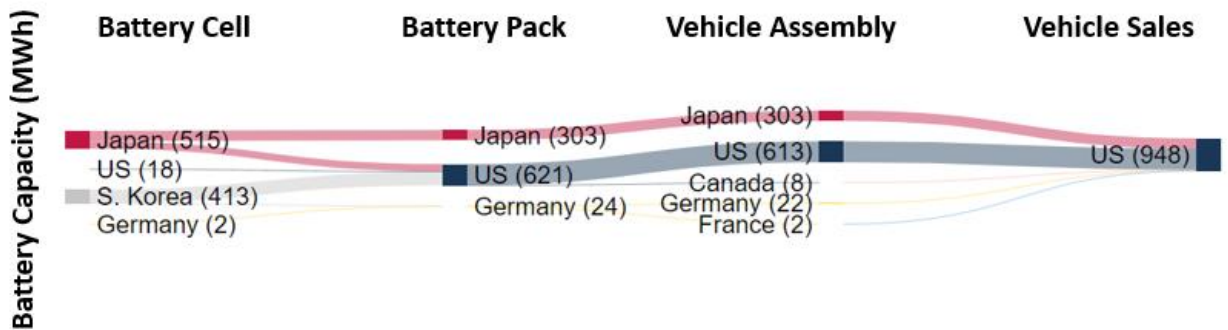 Battery Capacity (MWh)
Battery Cell
Battery Pack
Vehicle Assembly
Vehicle Sales
Japan (515)
US (18)
S. Korea (413)
Germany (2)
Japan (303)
US (621)
Germany (24)
Japan (303)
US (613)
Canada (8)
Germany (22)
France (2)
US (948)